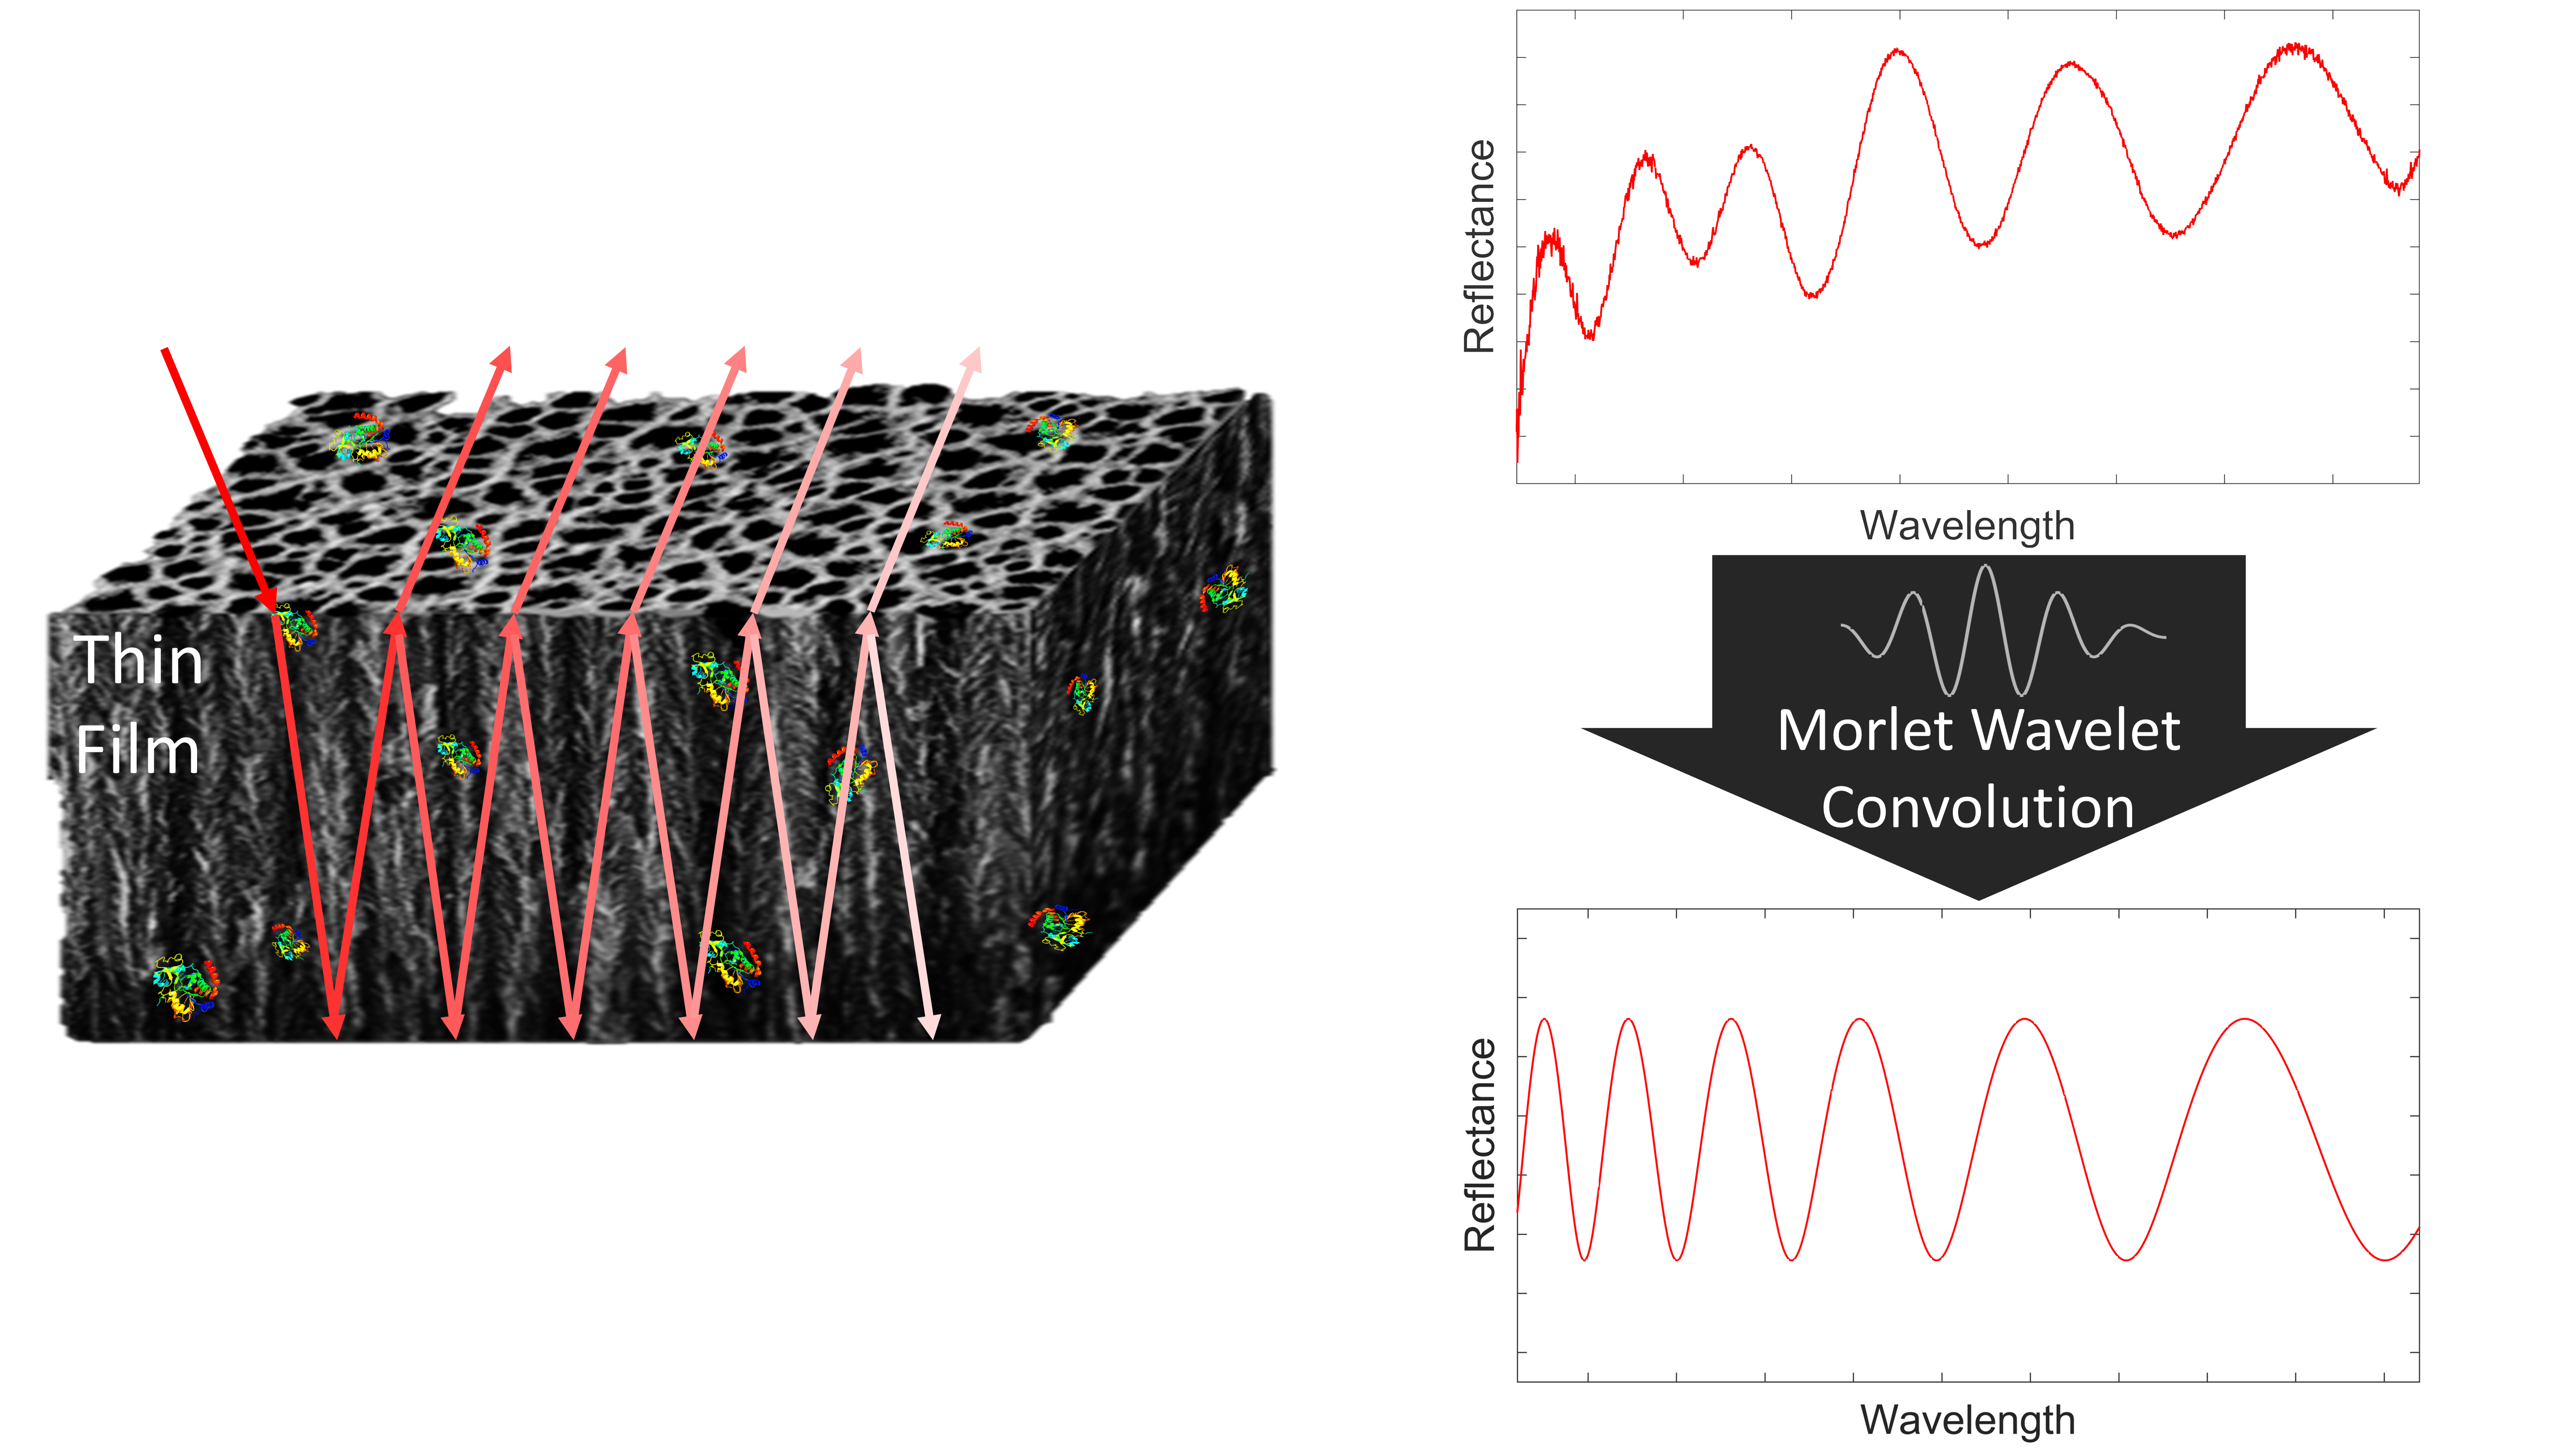 Thin
Film
Reflectance
Wavelength
Morlet Wavelet
Convolution
Reflectance
Wavelength